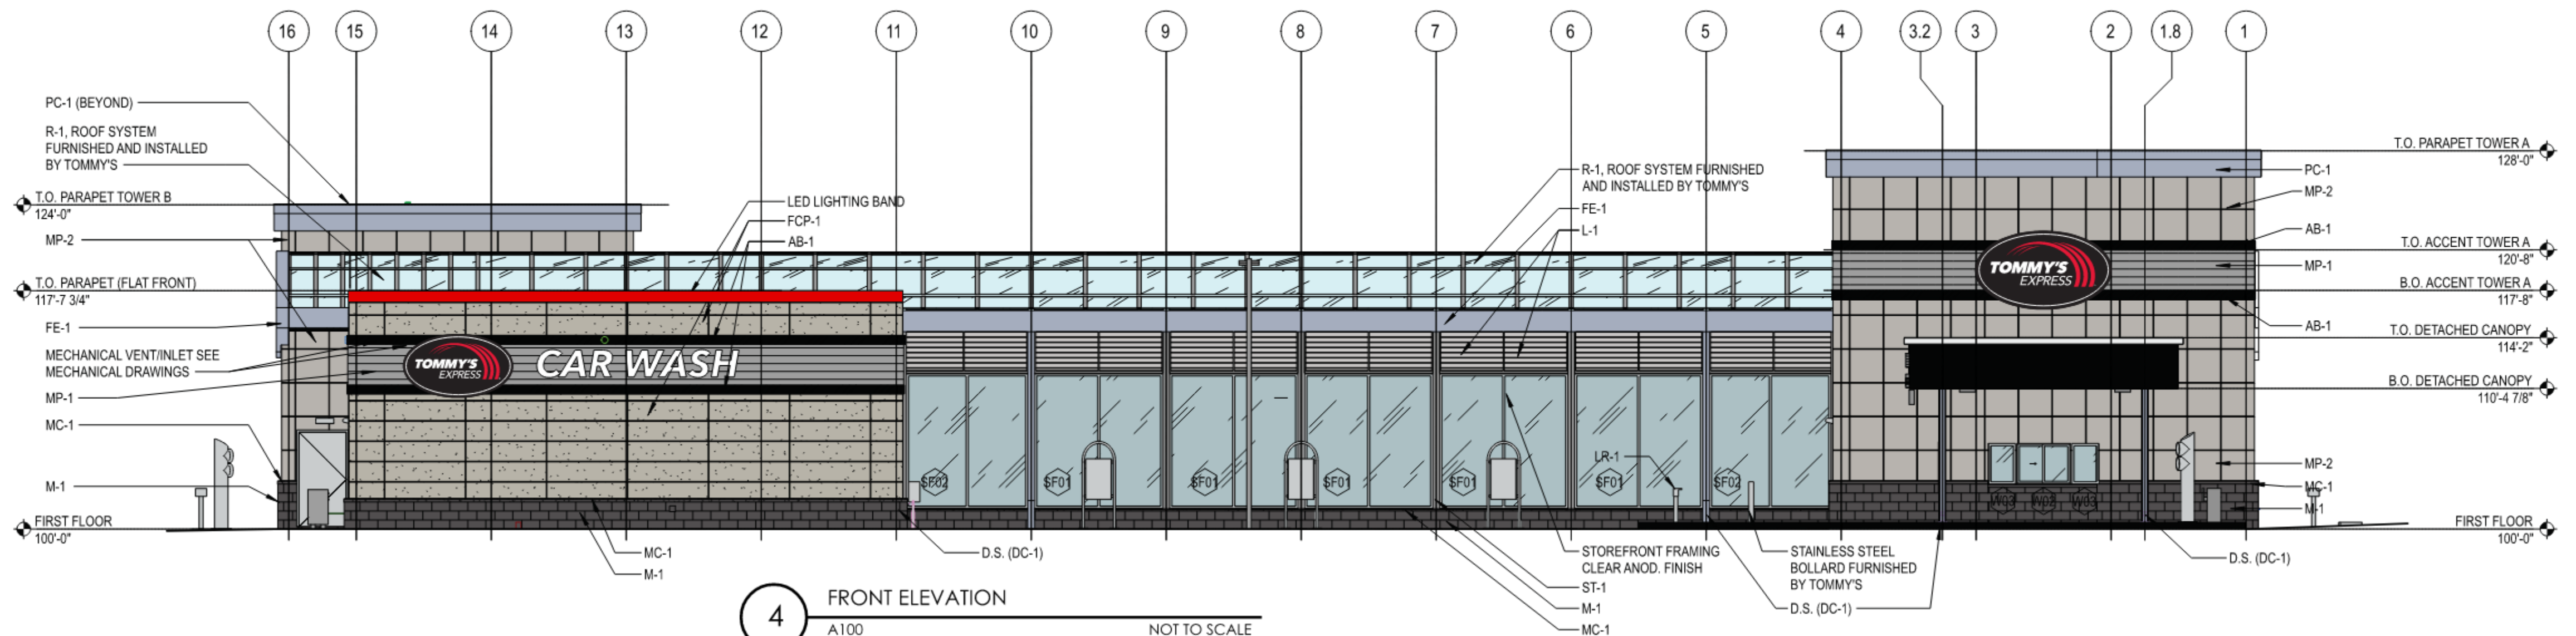 16 15 14 13 12 11 10 9 8 7 6 5 4 3.2 3 2 1.8 1
PC-1 (BEYOND)
R-1, ROOF SYSTEM
FURNISHED AND INSTALLED
BY TOMMY'S
T.O. PARAPET TOWER B
124'-0"
MP-2
T.O. PARAPET (FLAT FRONT)
117'-7 3/4"
FE-1
MECHANICAL VENT/INLET SEE
MECHANICAL DRAWINGS
MP-1
MC-1
M-1
FIRST FLOOR
100'-0"
LED LIGHTING BAND
FCP-1
AB-1
TOMMY'S
EXPRESS
CAR WASH
MC-1
M-1
D.S. (DC-1)
SF02
SF01
SF01
SF01
SF01
SF01
SF02
LR-1
R-1, ROOF SYSTEM FURNISHED
AND INSTALLED BY TOMMY'S
FE-1
L-1
STOREFRONT FRAMING
CLEAR ANOD. FINISH
ST-1
M-1
MC-1
STAINLESS STEEL
BOLLARD FURNISHED
BY TOMMY'S
D.S. (DC-1)
TOMMY'S
EXPRESS
W03
W02
W03
T.O. PARAPET TOWER A
128'-0"
PC-1
MP-2
AB-1
T.O. ACCENT TOWER A
120'-8"
MP-1
B.O. ACCENT TOWER A
117'-8"
AB-1
T.O. DETACHED CANOPY
114'-2"
B.O. DETACHED CANOPY
110'-4 7/8"
MP-2
MC-1
M-1
FIRST FLOOR
100'-0"
D.S. (DC-1)
4
FRONT ELEVATION
A100
NOT TO SCALE